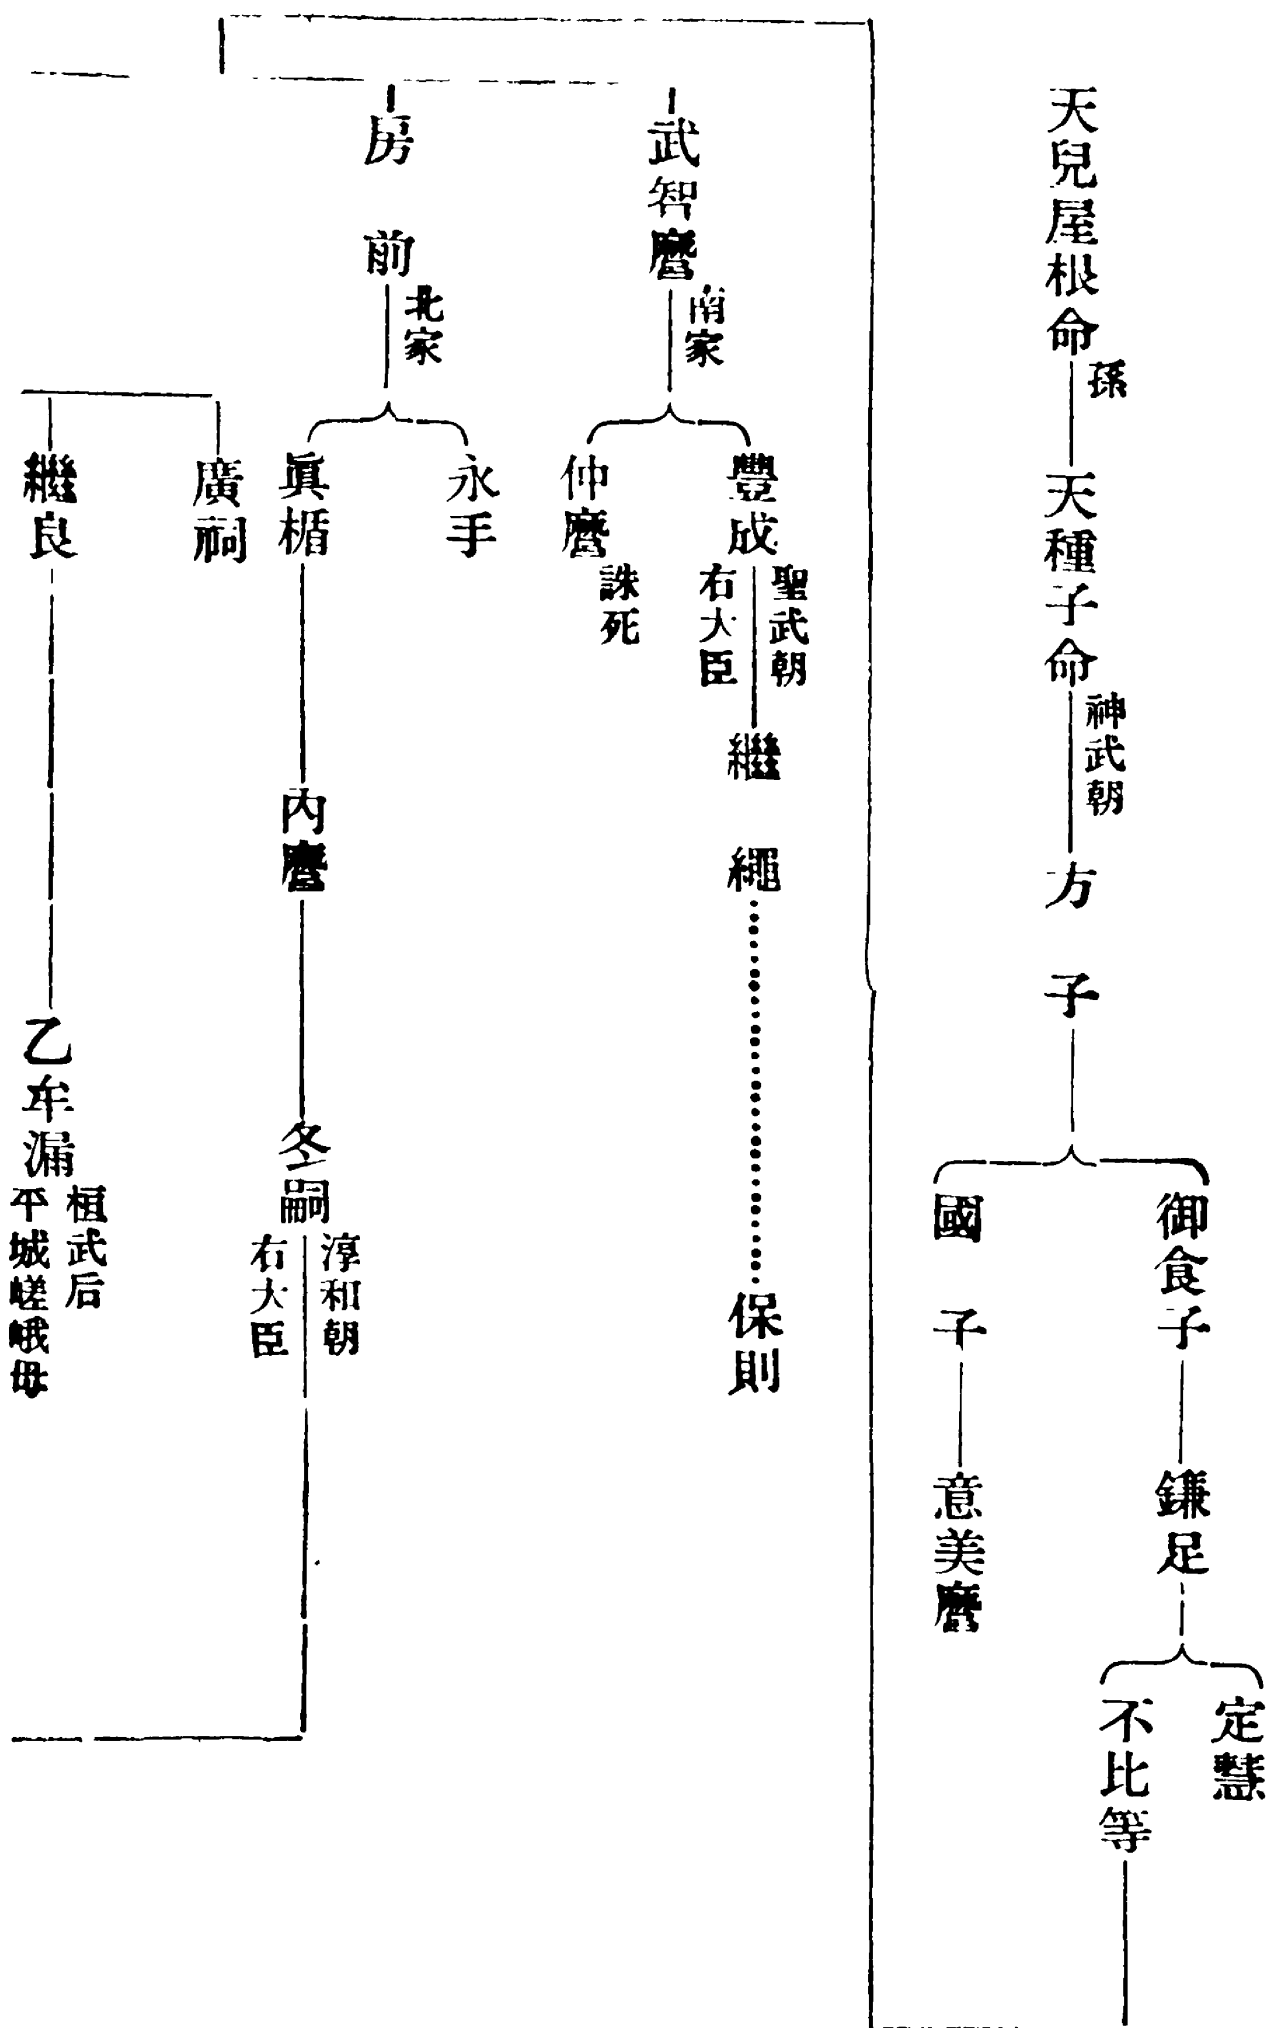 天兒屋根命
孫
天種子命
神武朝
方子
御食子
鎌足
定慧
不比等
國子
意美麿
武智麿
南家
豐成
聖武朝
右大臣
繼繩
保則
仲麿
誅死
房前
北家
永手
眞楯
內麿
冬嗣
淳和朝
右大臣
廣祠
繼良
乙牟漏
桓武后
平城嵯峨母